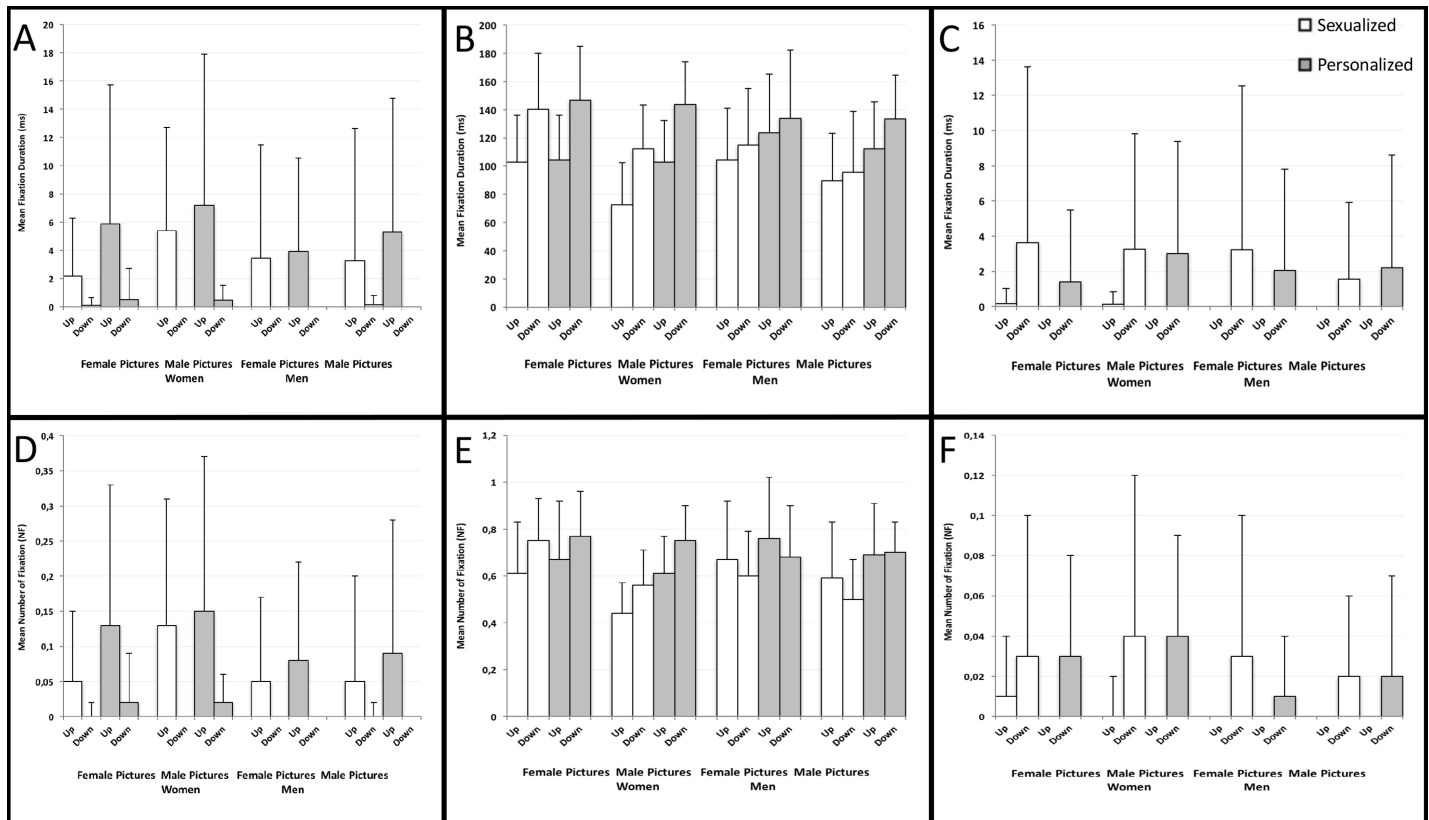 A
Mean Fixation Duration (ms)
20
18
16
14
12
10
8
6
4
2
0
Up Down Up Down Up Down Up Down Up Down Up Down Up Down Up Down
Female Pictures Male Pictures Female Pictures Male Pictures
Women Men
B
Mean Fixation Duration (ms)
200
180
160
140
120
100
80
60
40
20
0
Up Down Up Down Up Down Up Down Up Down Up Down Up Down Up Down
Female Pictures Male Pictures Female Pictures Male Pictures
Women Men
C
Sexualized
Personalized
Mean Fixation Duration (ms)
16
14
12
10
8
6
4
2
0
Up Down Up Down Up Down Up Down Up Down Up Down Up Down Up Down
Female Pictures Male Pictures Female Pictures Male Pictures
Women Men
D
Mean Number of Fixation (NF)
0,4
0,35
0,3
0,25
0,2
0,15
0,1
0,05
0
Up Down Up Down Up Down Up Down Up Down Up Down Up Down Up Down
Female Pictures Male Pictures Female Pictures Male Pictures
Women Men
E
Mean Number of Fixation (NF)
1,2
1
0,8
0,6
0,4
0,2
0
Up Down Up Down Up Down Up Down Up Down Up Down Up Down Up Down
Female Pictures Male Pictures Female Pictures Male Pictures
Women Men
F
Mean Number of Fixation (NF)
0,14
0,12
0,1
0,08
0,06
0,04
0,02
0
Up Down Up Down Up Down Up Down Up Down Up Down Up Down Up Down
Female Pictures Male Pictures Female Pictures Male Pictures
Women Men